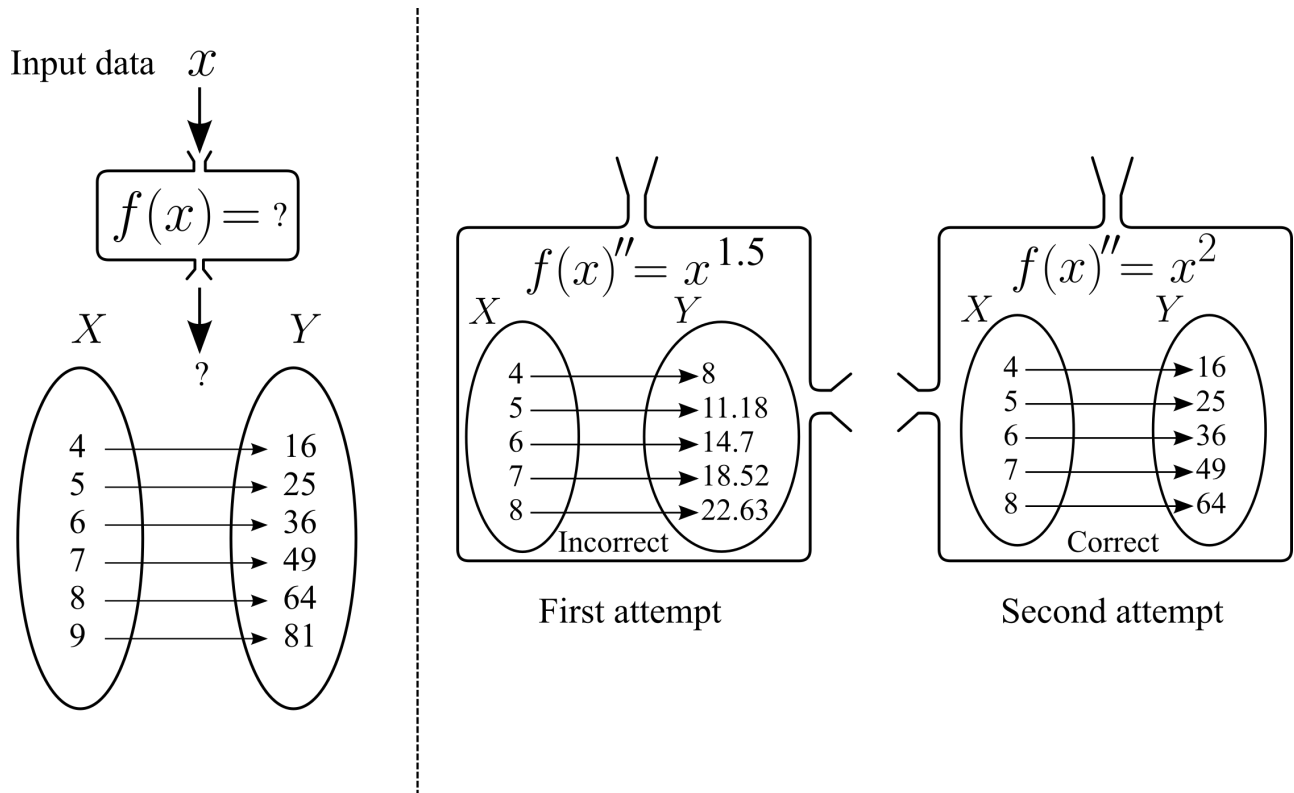 Input data x
f(x) = ?
?
X Y
4 16
5 25
6 36
7 49
8 64
9 81
f(x)″= x^1.5
X Y
4 8
5 11.18
6 14.7
7 18.52
8 22.63
Incorrect
First attempt
f(x)″= x^2
X Y
4 16
5 25
6 36
7 49
8 64
Correct
Second attempt